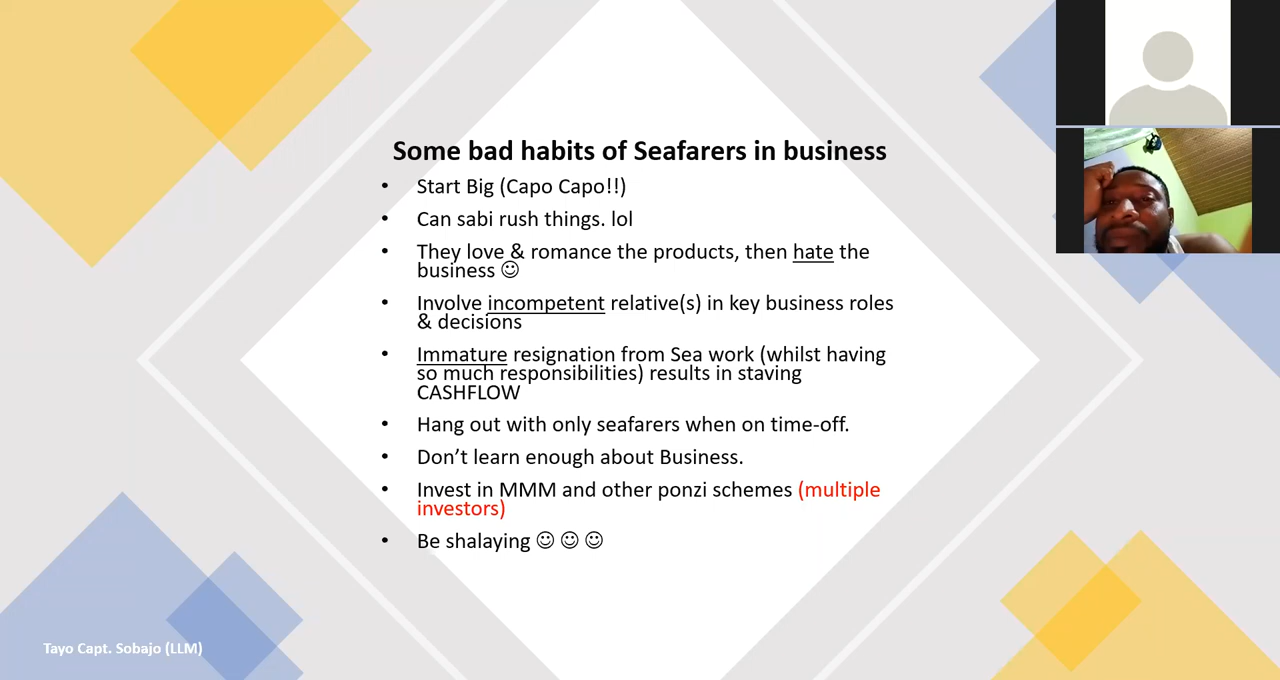 Some bad habits of Seafarers in business
• Start Big (Capo Capo!!)
• Can sabi rush things. lol
• They love & romance the products, then hate the
business ☺
• Involve incompetent relative(s) in key business roles
& decisions
• Immature resignation from Sea work (whilst having
so much responsibilities) results in staving
CASHFLOW
• Hang out with only seafarers when on time-off.
• Don’t learn enough about Business.
• Invest in MMM and other ponzi schemes (multiple
investors)
• Be shalaying ☺ ☺ ☺
Tayo Capt. Sobajo (LLM)